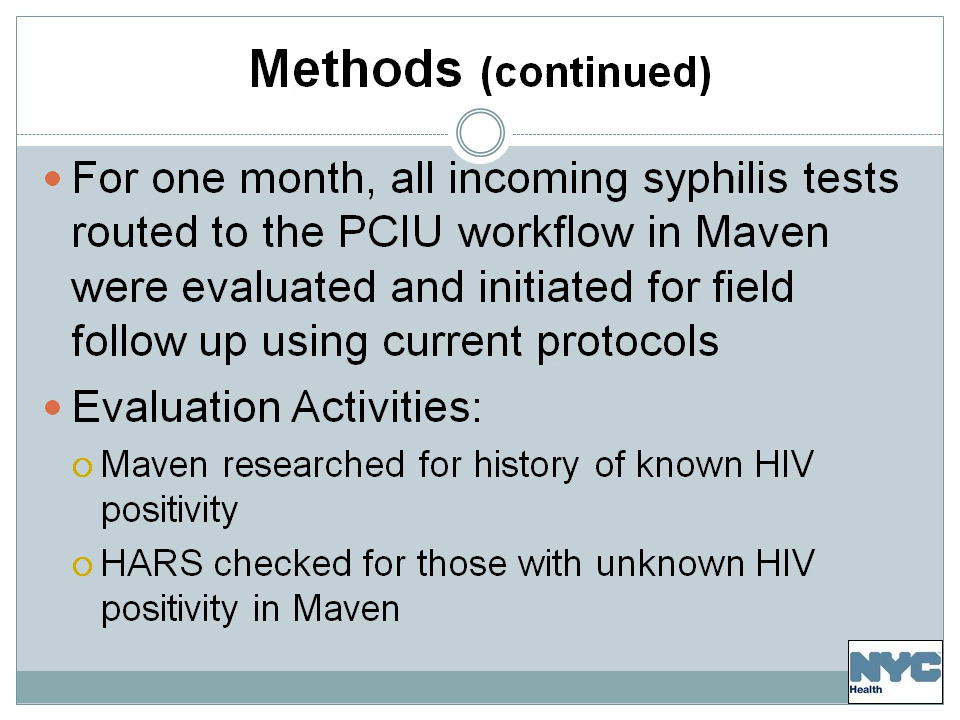 Methods (continued)
• For one month, all incoming syphilis tests
routed to the PCIU workflow in Maven
were evaluated and initiated for field
follow up using current protocols
• Evaluation Activities:
o Maven researched for history of known HIV
positivity
o HARS checked for those with unknown HIV
positivity in Maven
NYC
Health